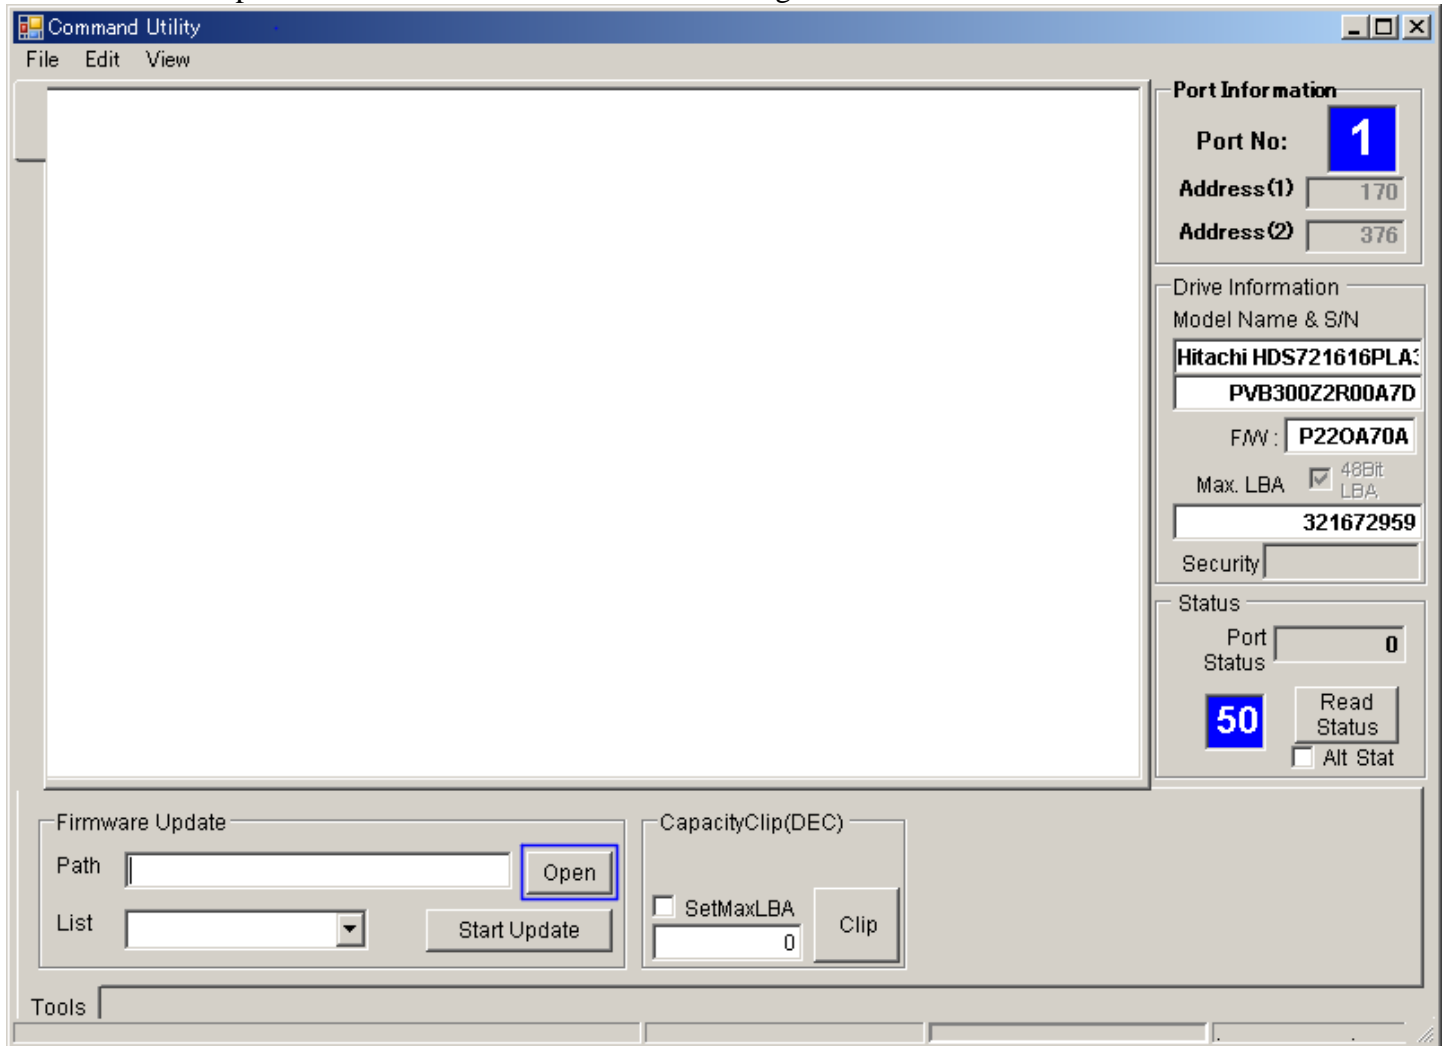 Command Utility
File Edit View
Port Information
Port No: 1
Address(1) 170
Address(2) 376
Drive Information
Model Name & S/N
Hitachi HDS721616PLA
PVB300Z2R00A7D
F/W : P22OA70A
Max. LBA 48Bit LBA
321672959
Security
Status
Port Status 0
50 Read Status
Alt Stat
Firmware Update
Path Open
List Start Update
CapacityClip(DEC)
SetMaxLBA
0 Clip
Tools